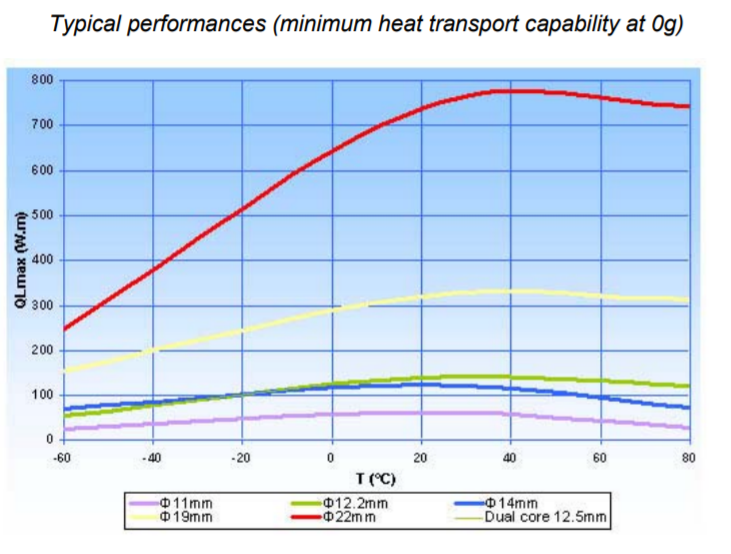 Typical performances (minimum heat transport capability at 0g)
800
700
600
500
400
300
200
100
0
QLmax (W.m)
-60 -40 -20 0 20 40 60 80
T (°C)
Φ11mm Φ12.2mm Φ14mm
Φ19mm Φ22mm Dual core 12.5mm